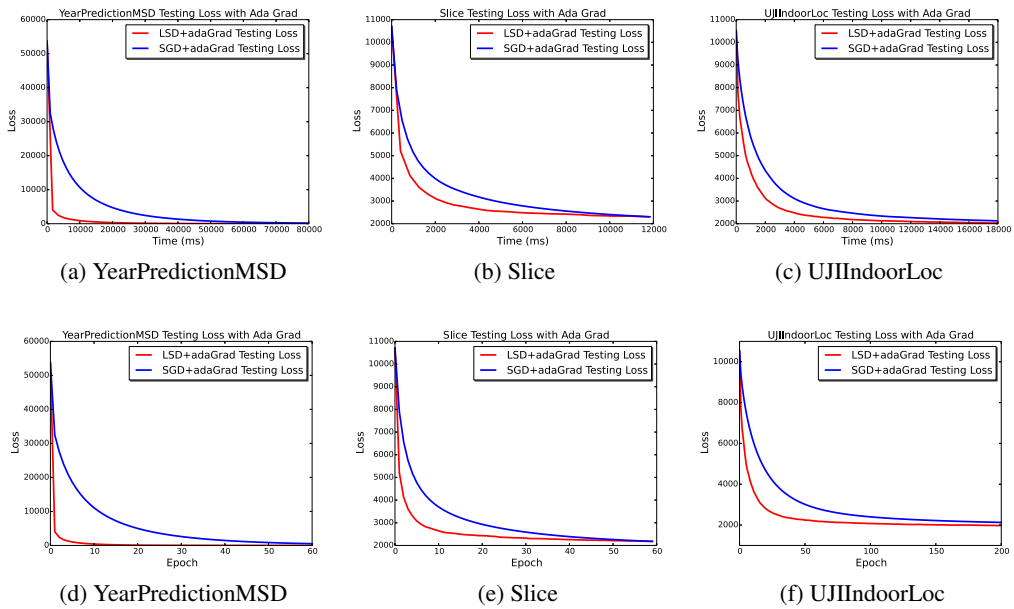 YearPredictionMSD Testing Loss with Ada Grad
60000
50000
40000
30000
20000
10000
0
Loss
LSD+adaGrad Testing Loss
SGD+adaGrad Testing Loss
0 10000 20000 30000 40000 50000 60000 70000 80000
Time (ms)
(a) YearPredictionMSD
Slice Testing Loss with Ada Grad
11000
10000
9000
8000
7000
6000
5000
4000
3000
2000
Loss
LSD+adaGrad Testing Loss
SGD+adaGrad Testing Loss
0 2000 4000 6000 8000 10000 12000
Time (ms)
(b) Slice
UJIIndoorLoc Testing Loss with Ada Grad
11000
10000
9000
8000
7000
6000
5000
4000
3000
2000
Loss
LSD+adaGrad Testing Loss
SGD+adaGrad Testing Loss
0 2000 4000 6000 8000 10000 12000 14000 16000 18000
Time (ms)
(c) UJIIndoorLoc
YearPredictionMSD Testing Loss with Ada Grad
60000
50000
40000
30000
20000
10000
0
Loss
LSD+adaGrad Testing Loss
SGD+adaGrad Testing Loss
0 10 20 30 40 50 60
Epoch
(d) YearPredictionMSD
Slice Testing Loss with Ada Grad
11000
10000
9000
8000
7000
6000
5000
4000
3000
2000
Loss
LSD+adaGrad Testing Loss
SGD+adaGrad Testing Loss
0 10 20 30 40 50 60
Epoch
(e) Slice
UJIIndoorLoc Testing Loss with Ada Grad
10000
8000
6000
4000
2000
Loss
LSD+adaGrad Testing Loss
SGD+adaGrad Testing Loss
0 50 100 150 200
Epoch
(f) UJIIndoorLoc